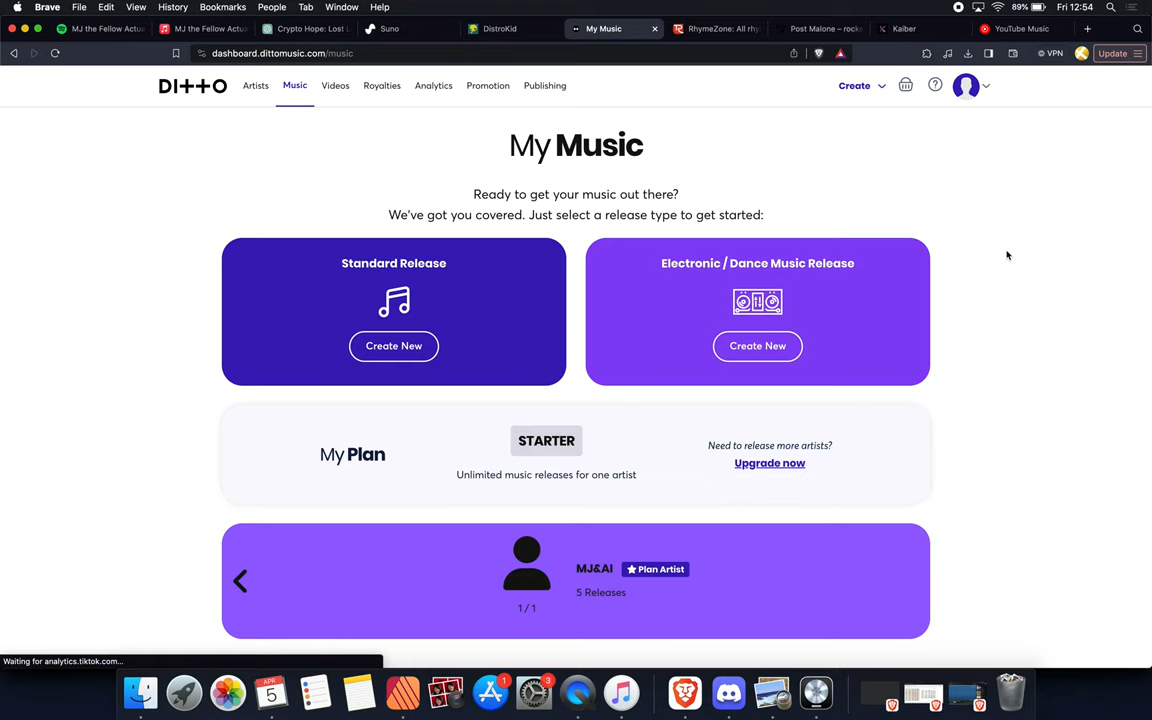 Brave File Edit View History Bookmarks People Tab Window Help 89% Fri 12:54
MJ the Fellow Actu MJ the Fellow Actu Crypto Hope: Lost L Suno DistroKid My Music RhymeZone: All rhy Post Malone – rock Kaiber YouTube Music
dashboard.dittomusic.com/music VPN Update
DITTO Artists Music Videos Royalties Analytics Promotion Publishing Create
My Music
Ready to get your music out there?
We've got you covered. Just select a release type to get started:
Standard Release
Create New
Electronic / Dance Music Release
Create New
My Plan
STARTER
Unlimited music releases for one artist
Need to release more artists?
Upgrade now
MJ&AI Plan Artist
5 Releases
1 / 1
Waiting for analytics.tiktok.com...
APR
5
1
3